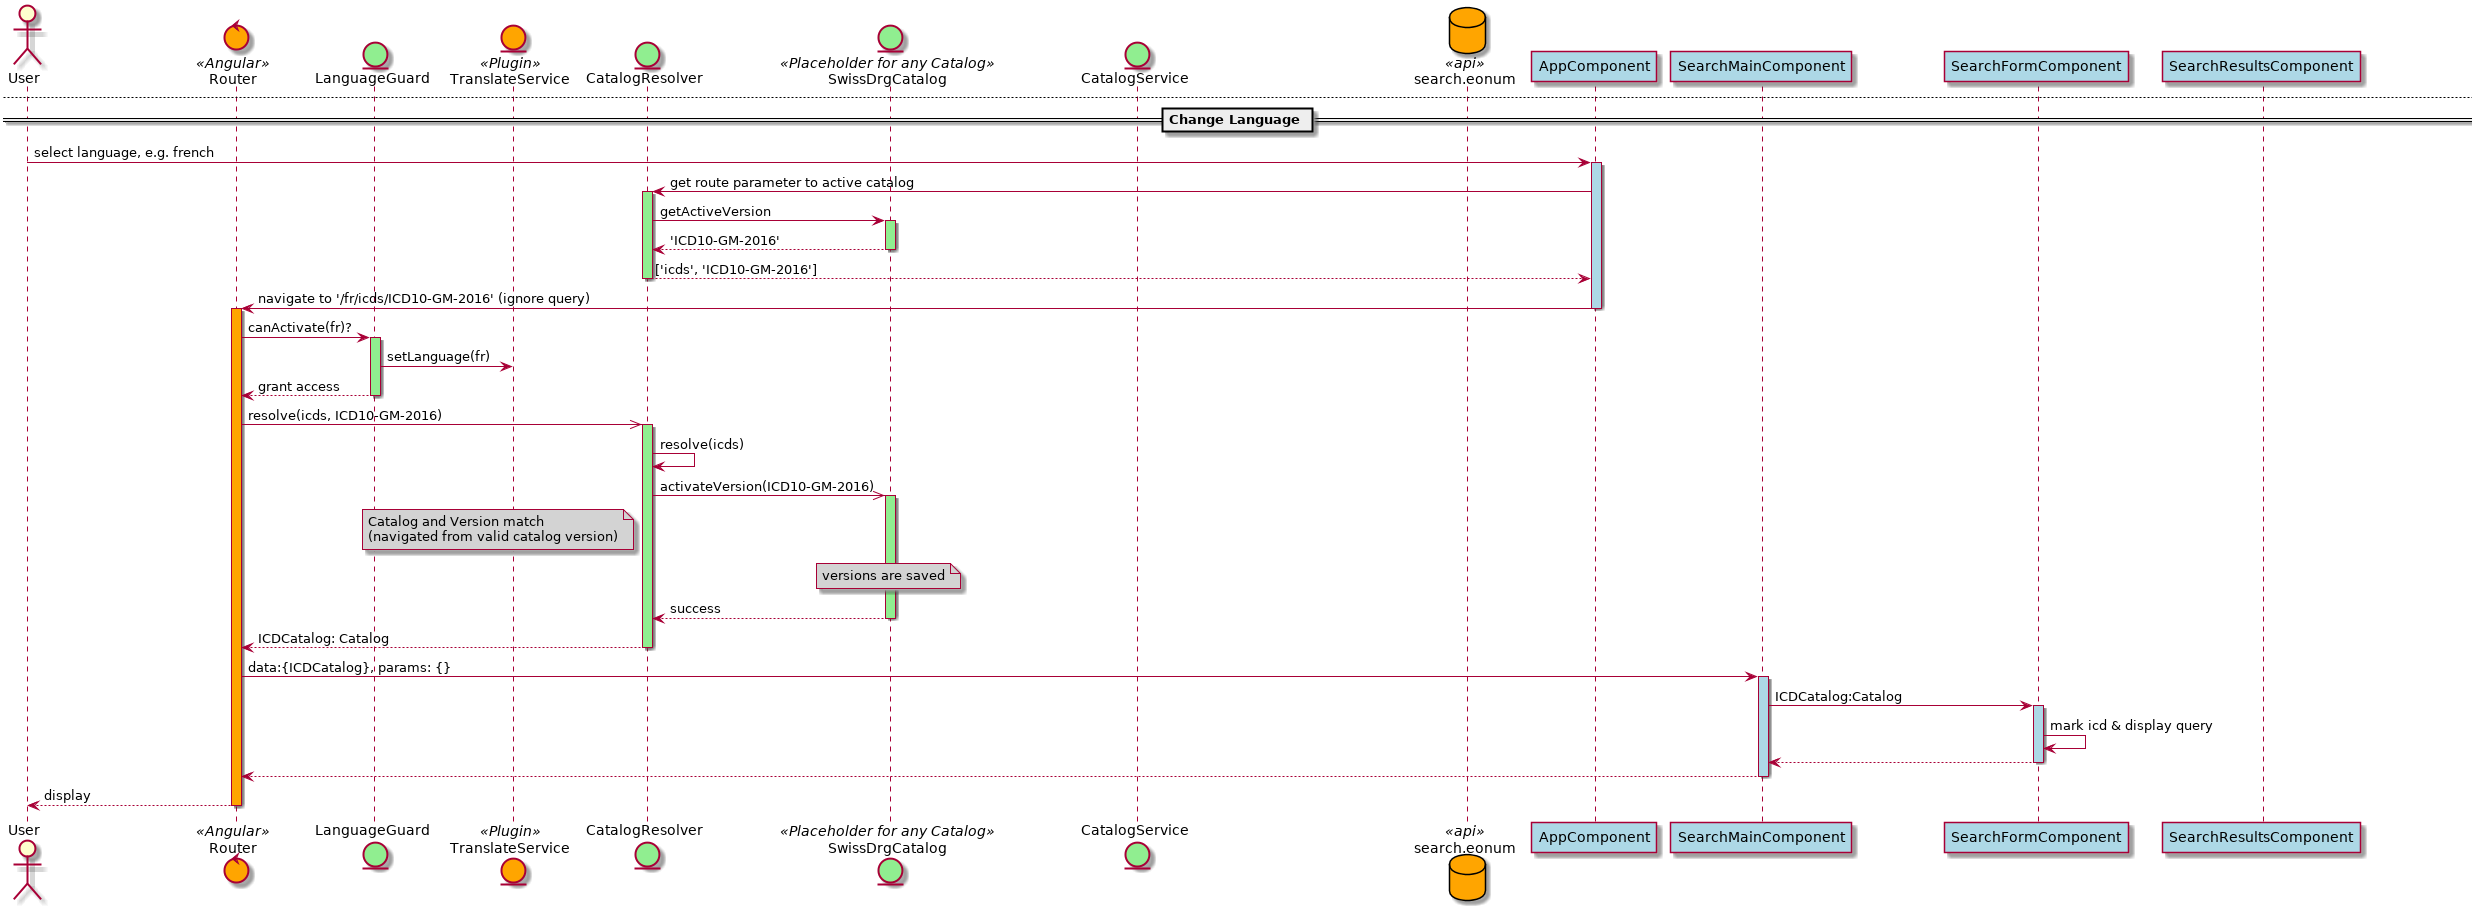 User
«Angular»
Router
LanguageGuard
«Plugin»
TranslateService
CatalogResolver
«Placeholder for any Catalog»
SwissDrgCatalog
CatalogService
«api»
search.eonum
AppComponent
SearchMainComponent
SearchFormComponent
SearchResultsComponent
Change Language
select language, e.g. french
get route parameter to active catalog
getActiveVersion
'ICD10-GM-2016'
['icds', 'ICD10-GM-2016']
navigate to '/fr/icds/ICD10-GM-2016' (ignore query)
canActivate(fr)?
setLanguage(fr)
grant access
resolve(icds, ICD10-GM-2016)
resolve(icds)
activateVersion(ICD10-GM-2016)
Catalog and Version match
(navigated from valid catalog version)
versions are saved
success
ICDCatalog: Catalog
data:{ICDCatalog}, params: {}
ICDCatalog:Catalog
mark icd & display query
display
User
«Angular»
Router
LanguageGuard
«Plugin»
TranslateService
CatalogResolver
«Placeholder for any Catalog»
SwissDrgCatalog
CatalogService
«api»
search.eonum
AppComponent
SearchMainComponent
SearchFormComponent
SearchResultsComponent